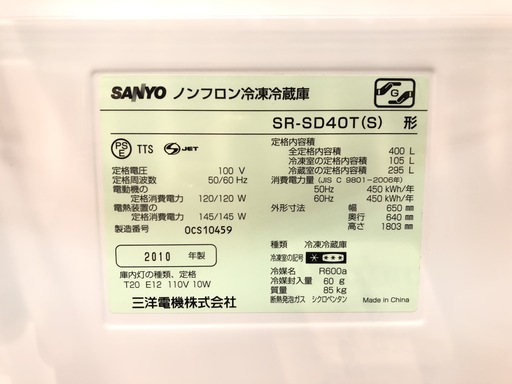 SANYO ノンフロン冷凍冷蔵庫
G
SR-SD40T(S) 形
PS E TTS S JET
定格電圧 100 V
定格周波数 50/60 Hz
電動機の
定格消費電力 120/120 W
電熱装置の
定格消費電力 145/145 W
製造番号 0CS10459
2010 年製
庫内灯の種類、定格
T20 E12 110V 10W
三洋電機株式会社
定格内容積
全定格内容積 400 L
冷凍室の定格内容積 105 L
冷蔵室の定格内容積 295 L
消費電力量(JIS C 9801-2006年)
50Hz 450 kWh/年
60Hz 450 kWh/年
外形寸法 幅 650 mm
奥行 640 mm
高さ 1803 mm
種類 冷凍冷蔵庫
冷凍室の記号
冷媒名 R600a
冷媒封入量 60 g
質量 85 kg
断熱発泡ガス シクロペンタン
Made in China